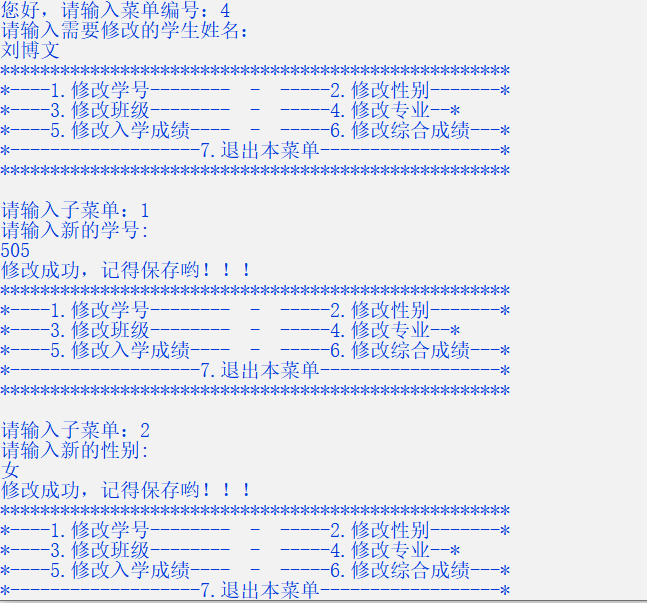 您好，请输入菜单编号：4
请输入需要修改的学生姓名：
刘博文
***************************************************
*----1.修改学号--------  -  -----2.修改性别-------*
*----3.修改班级--------  -  -----4.修改专业--*
*----5.修改入学成绩----  -  -----6.修改综合成绩---*
*-------------------7.退出本菜单------------------*
***************************************************
请输入子菜单：1
请输入新的学号:
505
修改成功，记得保存哟！！！
***************************************************
*----1.修改学号--------  -  -----2.修改性别-------*
*----3.修改班级--------  -  -----4.修改专业--*
*----5.修改入学成绩----  -  -----6.修改综合成绩---*
*-------------------7.退出本菜单------------------*
***************************************************
请输入子菜单：2
请输入新的性别:
女
修改成功，记得保存哟！！！
***************************************************
*----1.修改学号--------  -  -----2.修改性别-------*
*----3.修改班级--------  -  -----4.修改专业--*
*----5.修改入学成绩----  -  -----6.修改综合成绩---*
*-------------------7.退出本菜单------------------*